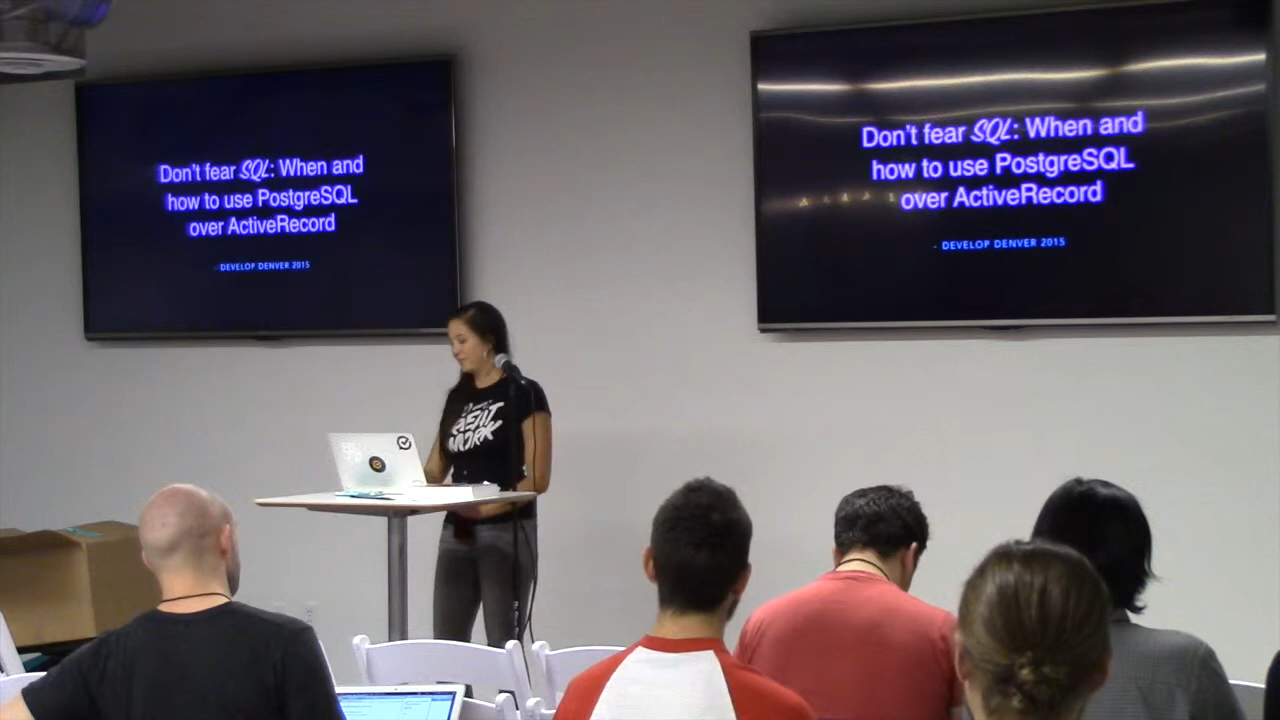 Don't fear SQL: When and
how to use PostgreSQL
over ActiveRecord
- DEVELOP DENVER 2015
Don't fear SQL: When and
how to use PostgreSQL
over ActiveRecord
- DEVELOP DENVER 2015
WORK